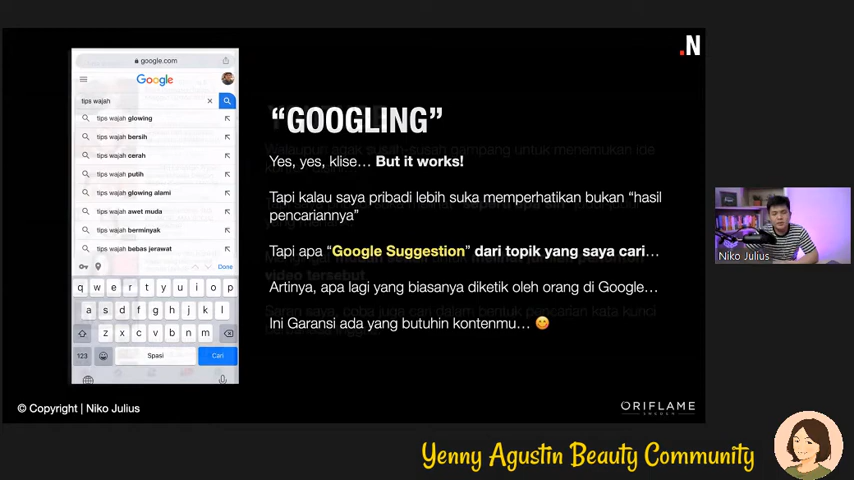 google.com
Google
tips wajah
tips wajah glowing
tips wajah bersih
tips wajah cerah
tips wajah putih
tips wajah glowing alami
tips wajah awet muda
tips wajah berminyak
tips wajah bebas jerawat
Done
q w e r t y u i o p
a s d f g h j k l
z x c v b n m
123 Spasi Cari
.N
“GOOGLING”
Yes, yes, klise... But it works!
Tapi kalau saya pribadi lebih suka memperhatikan bukan “hasil
pencariannya”
Tapi apa “Google Suggestion” dari topik yang saya cari...
Artinya, apa lagi yang biasanya diketik oleh orang di Google...
Ini Garansi ada yang butuhin kontenmu... 😋
© Copyright | Niko Julius
ORIFLAME
SWEDEN
Niko Julius
Yenny Agustin Beauty Community